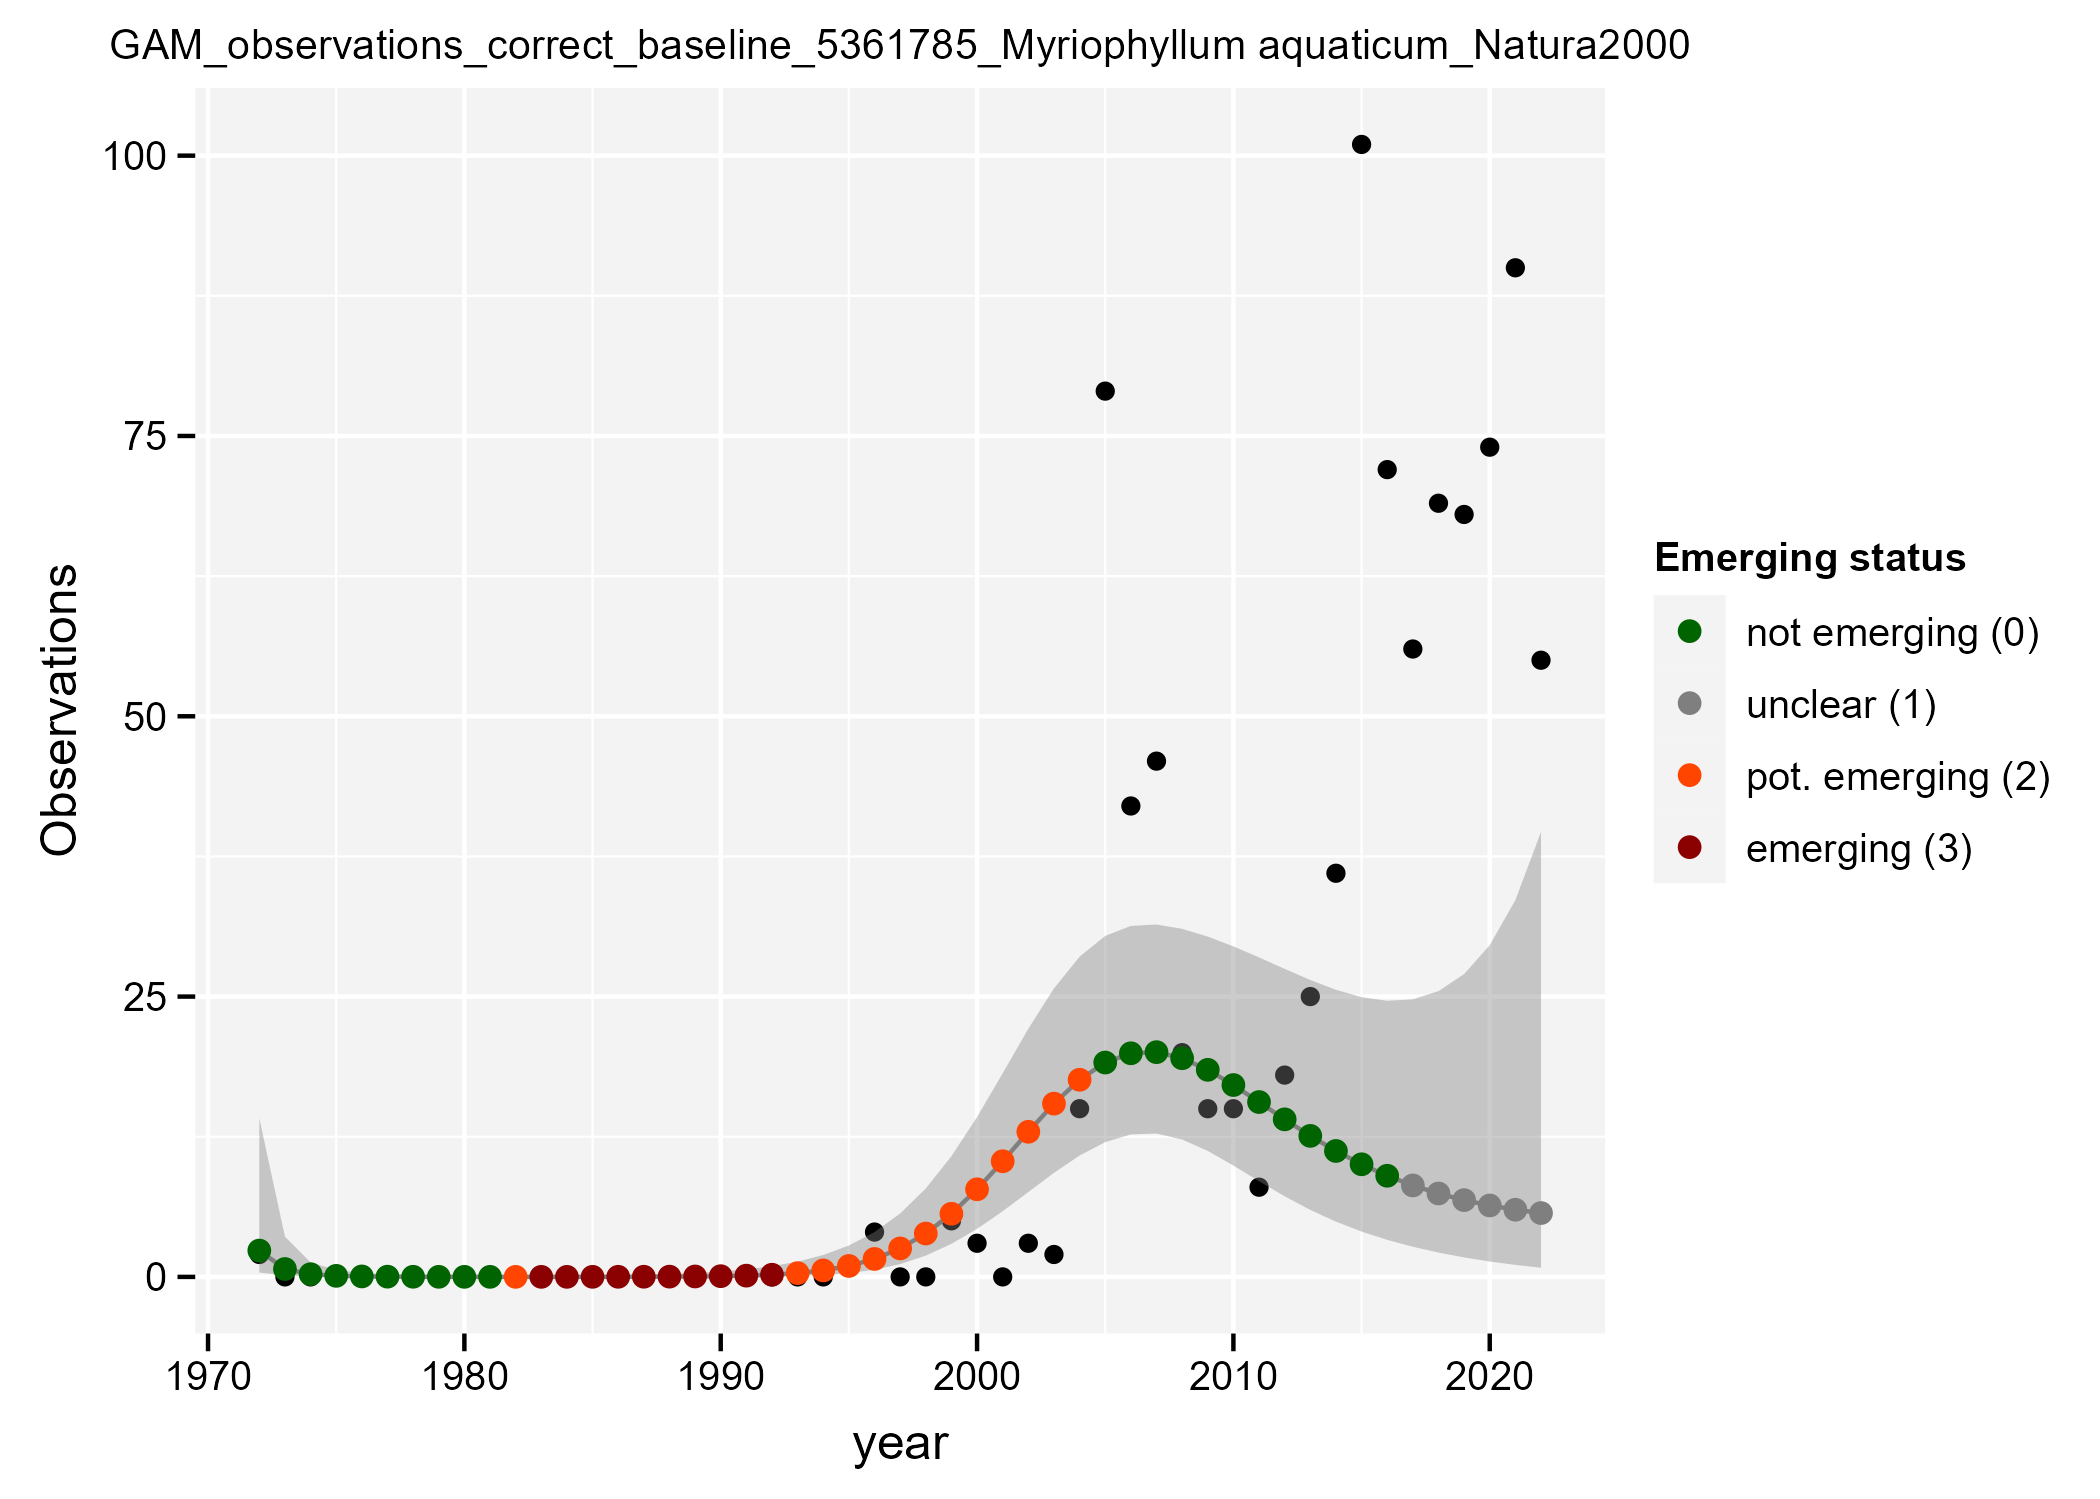 GAM_observations_correct_baseline_5361785_Myriophyllum aquaticum_Natura2000
100
75
50
25
0
Observations
1970 1980 1990 2000 2010 2020
year
Emerging status
not emerging (0)
unclear (1)
pot. emerging (2)
emerging (3)